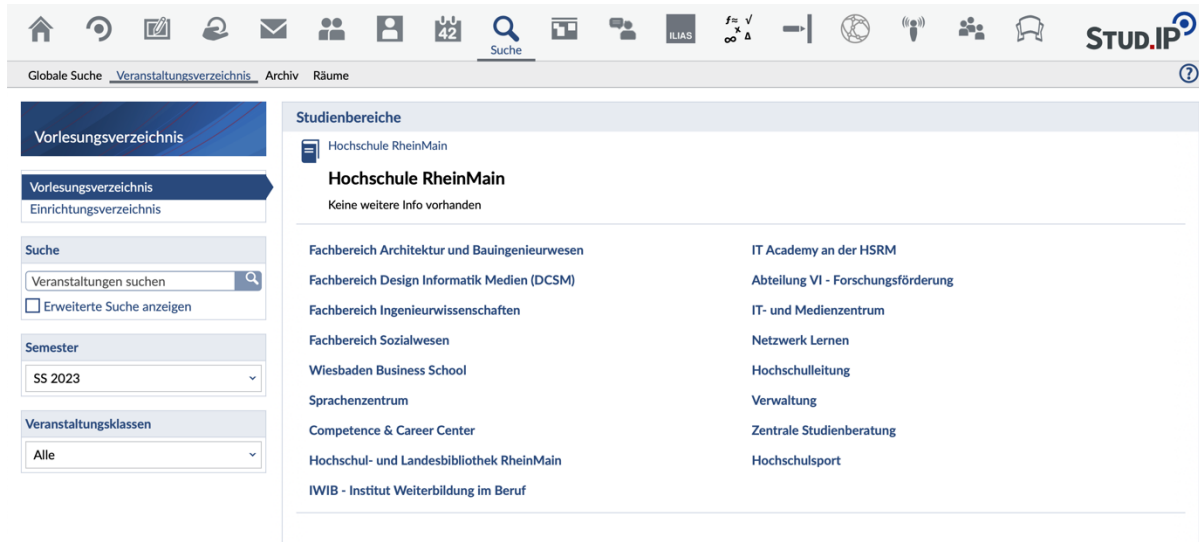 42
Suche
ILIAS
STUD.IP
Globale Suche Veranstaltungsverzeichnis Archiv Räume
?
Vorlesungsverzeichnis
Vorlesungsverzeichnis
Einrichtungsverzeichnis
Suche
Veranstaltungen suchen
Erweiterte Suche anzeigen
Semester
SS 2023
Veranstaltungsklassen
Alle
Studienbereiche
Hochschule RheinMain
Hochschule RheinMain
Keine weitere Info vorhanden
Fachbereich Architektur und Bauingenieurwesen
Fachbereich Design Informatik Medien (DCSM)
Fachbereich Ingenieurwissenschaften
Fachbereich Sozialwesen
Wiesbaden Business School
Sprachenzentrum
Competence & Career Center
Hochschul- und Landesbibliothek RheinMain
IWIB - Institut Weiterbildung im Beruf
IT Academy an der HSRM
Abteilung VI - Forschungsförderung
IT- und Medienzentrum
Netzwerk Lernen
Hochschulleitung
Verwaltung
Zentrale Studienberatung
Hochschulsport